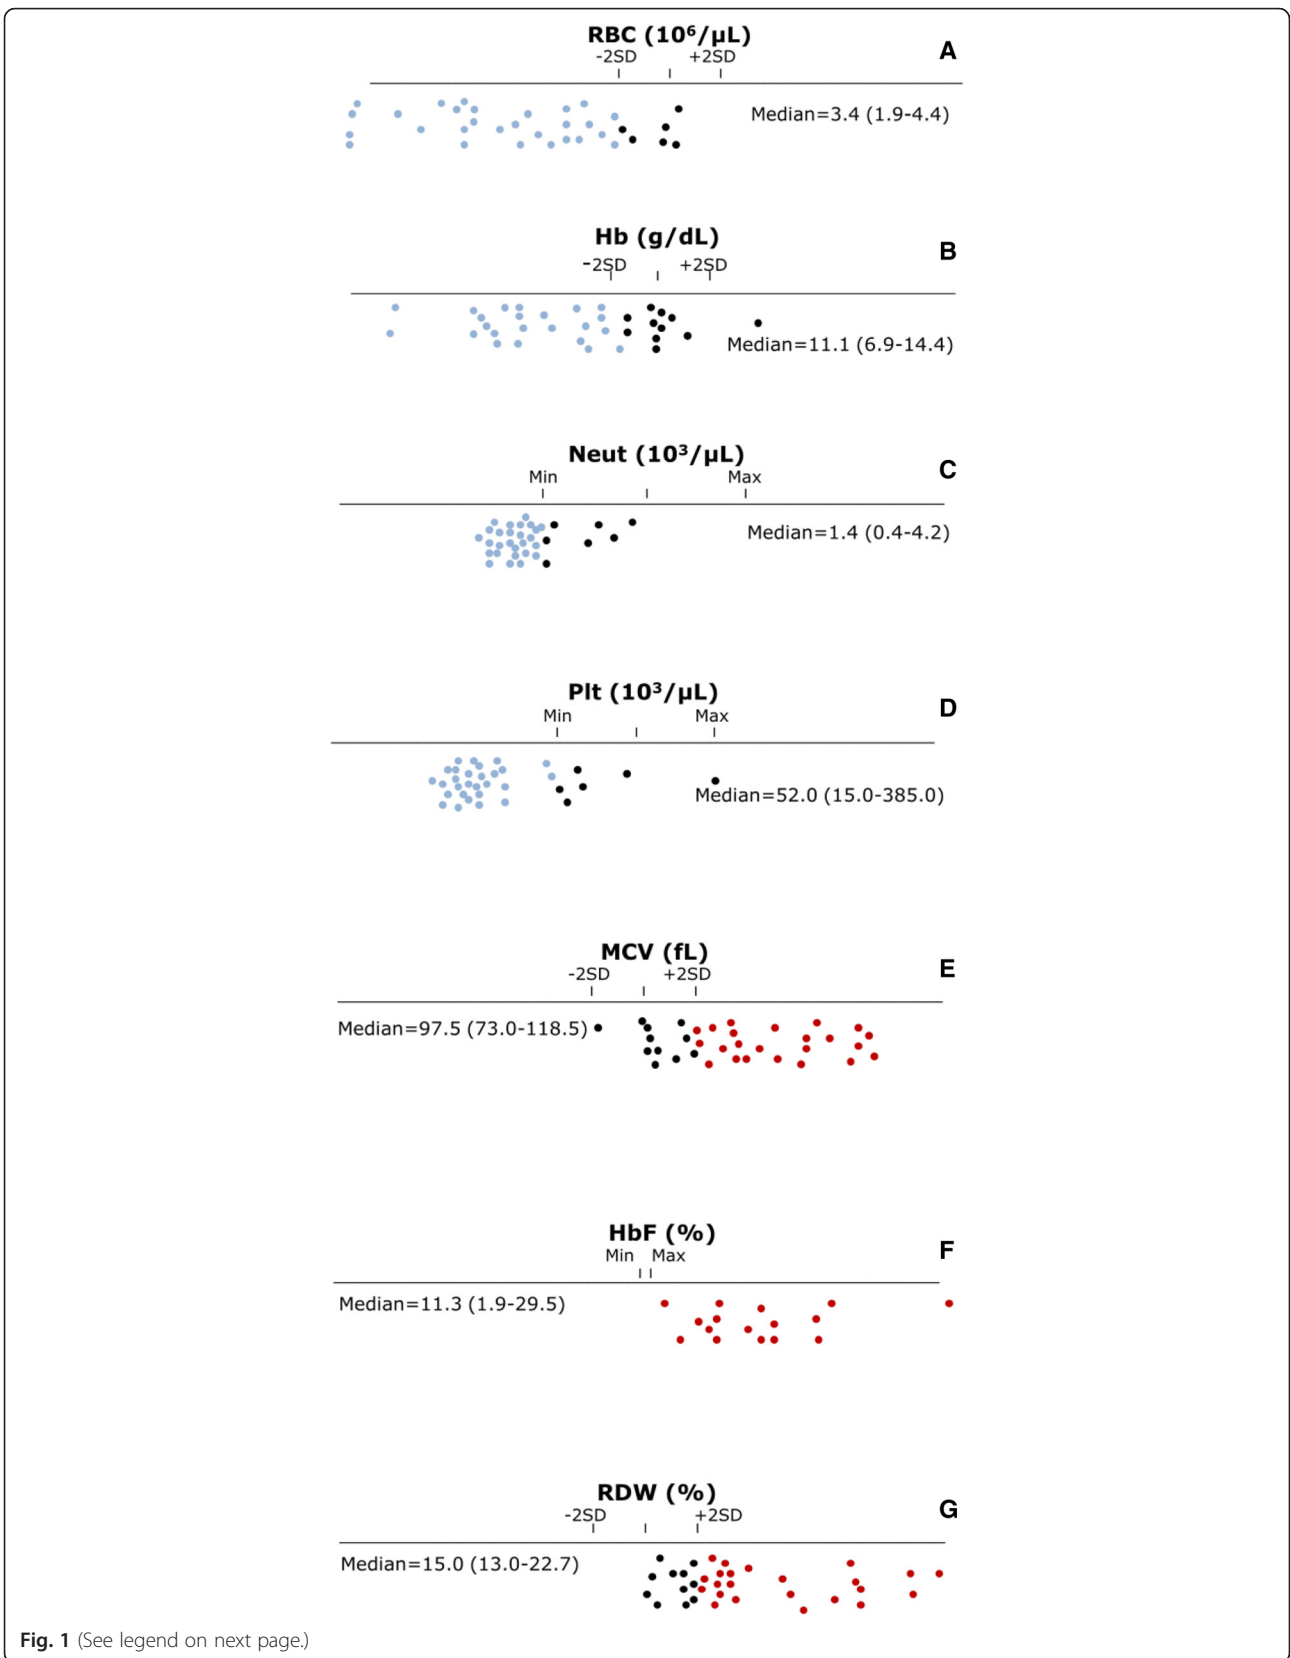 RBC (10⁶/μL)
A
-2SD +2SD
Median=3.4 (1.9-4.4)
Hb (g/dL)
B
-2SD +2SD
Median=11.1 (6.9-14.4)
Neut (10³/μL)
C
Min Max
Median=1.4 (0.4-4.2)
Plt (10³/μL)
D
Min Max
Median=52.0 (15.0-385.0)
MCV (fL)
E
-2SD +2SD
Median=97.5 (73.0-118.5)
HbF (%)
F
Min Max
Median=11.3 (1.9-29.5)
RDW (%)
G
-2SD +2SD
Median=15.0 (13.0-22.7)
Fig. 1 (See legend on next page.)